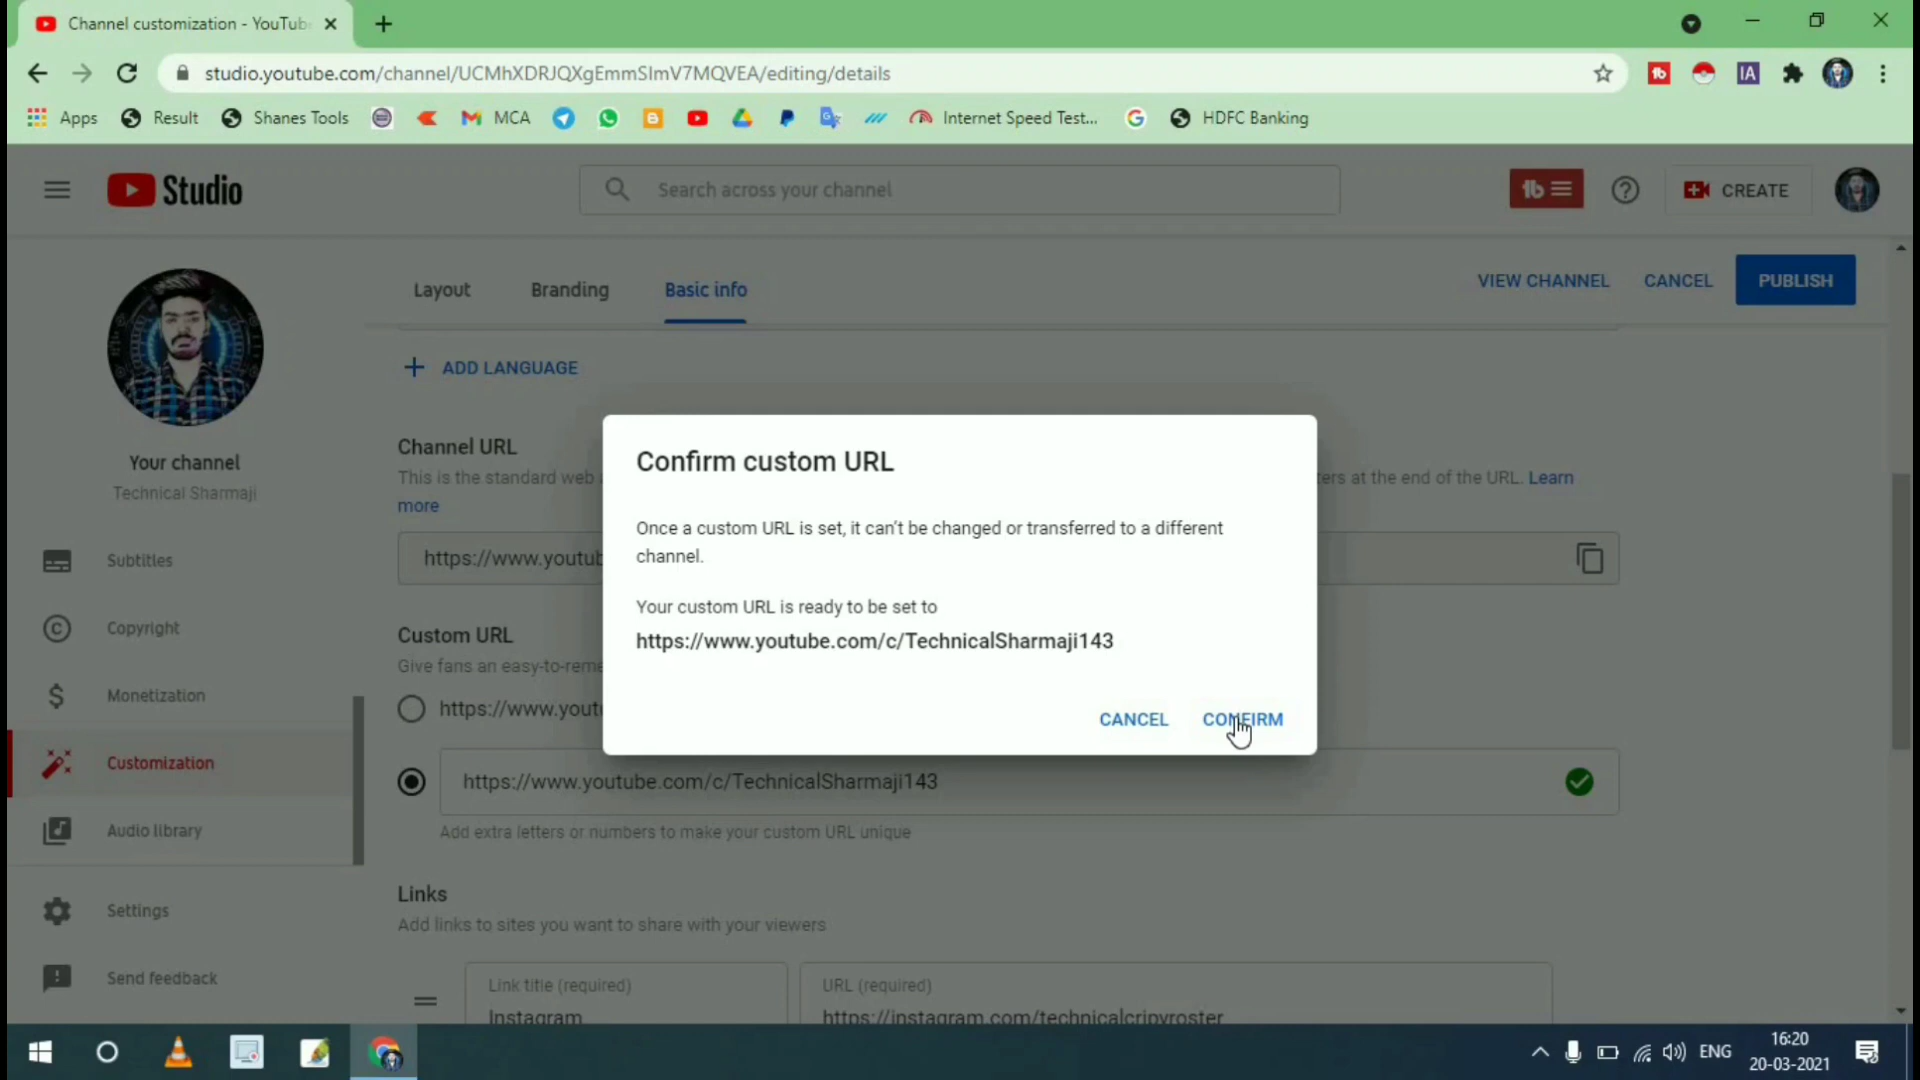 Channel customization - YouTub
studio.youtube.com/channel/UCMhXDRJQXgEmmSImV7MQVEA/editing/details
Apps Result Shanes Tools MCA Internet Speed Test... HDFC Banking
Studio
Search across your channel
CREATE
Layout Branding Basic info
VIEW CHANNEL CANCEL PUBLISH
ADD LANGUAGE
Your channel
Technical Sharmaji
Subtitles
Copyright
Monetization
Customization
Audio library
Settings
Send feedback
Channel URL
This is the standard web
ters at the end of the URL. Learn
more
https://www.youtub
Custom URL
Give fans an easy-to-reme
https://www.yout
Confirm custom URL
Once a custom URL is set, it can't be changed or transferred to a different
channel.
Your custom URL is ready to be set to
https://www.youtube.com/c/TechnicalSharmaji143
CANCEL CONFIRM
https://www.youtube.com/c/TechnicalSharmaji143
Add extra letters or numbers to make your custom URL unique
Links
Add links to sites you want to share with your viewers
Link title (required)
Instagram
URL (required)
https://instagram.com/technicalcripyroster
ENG
16:20
20-03-2021